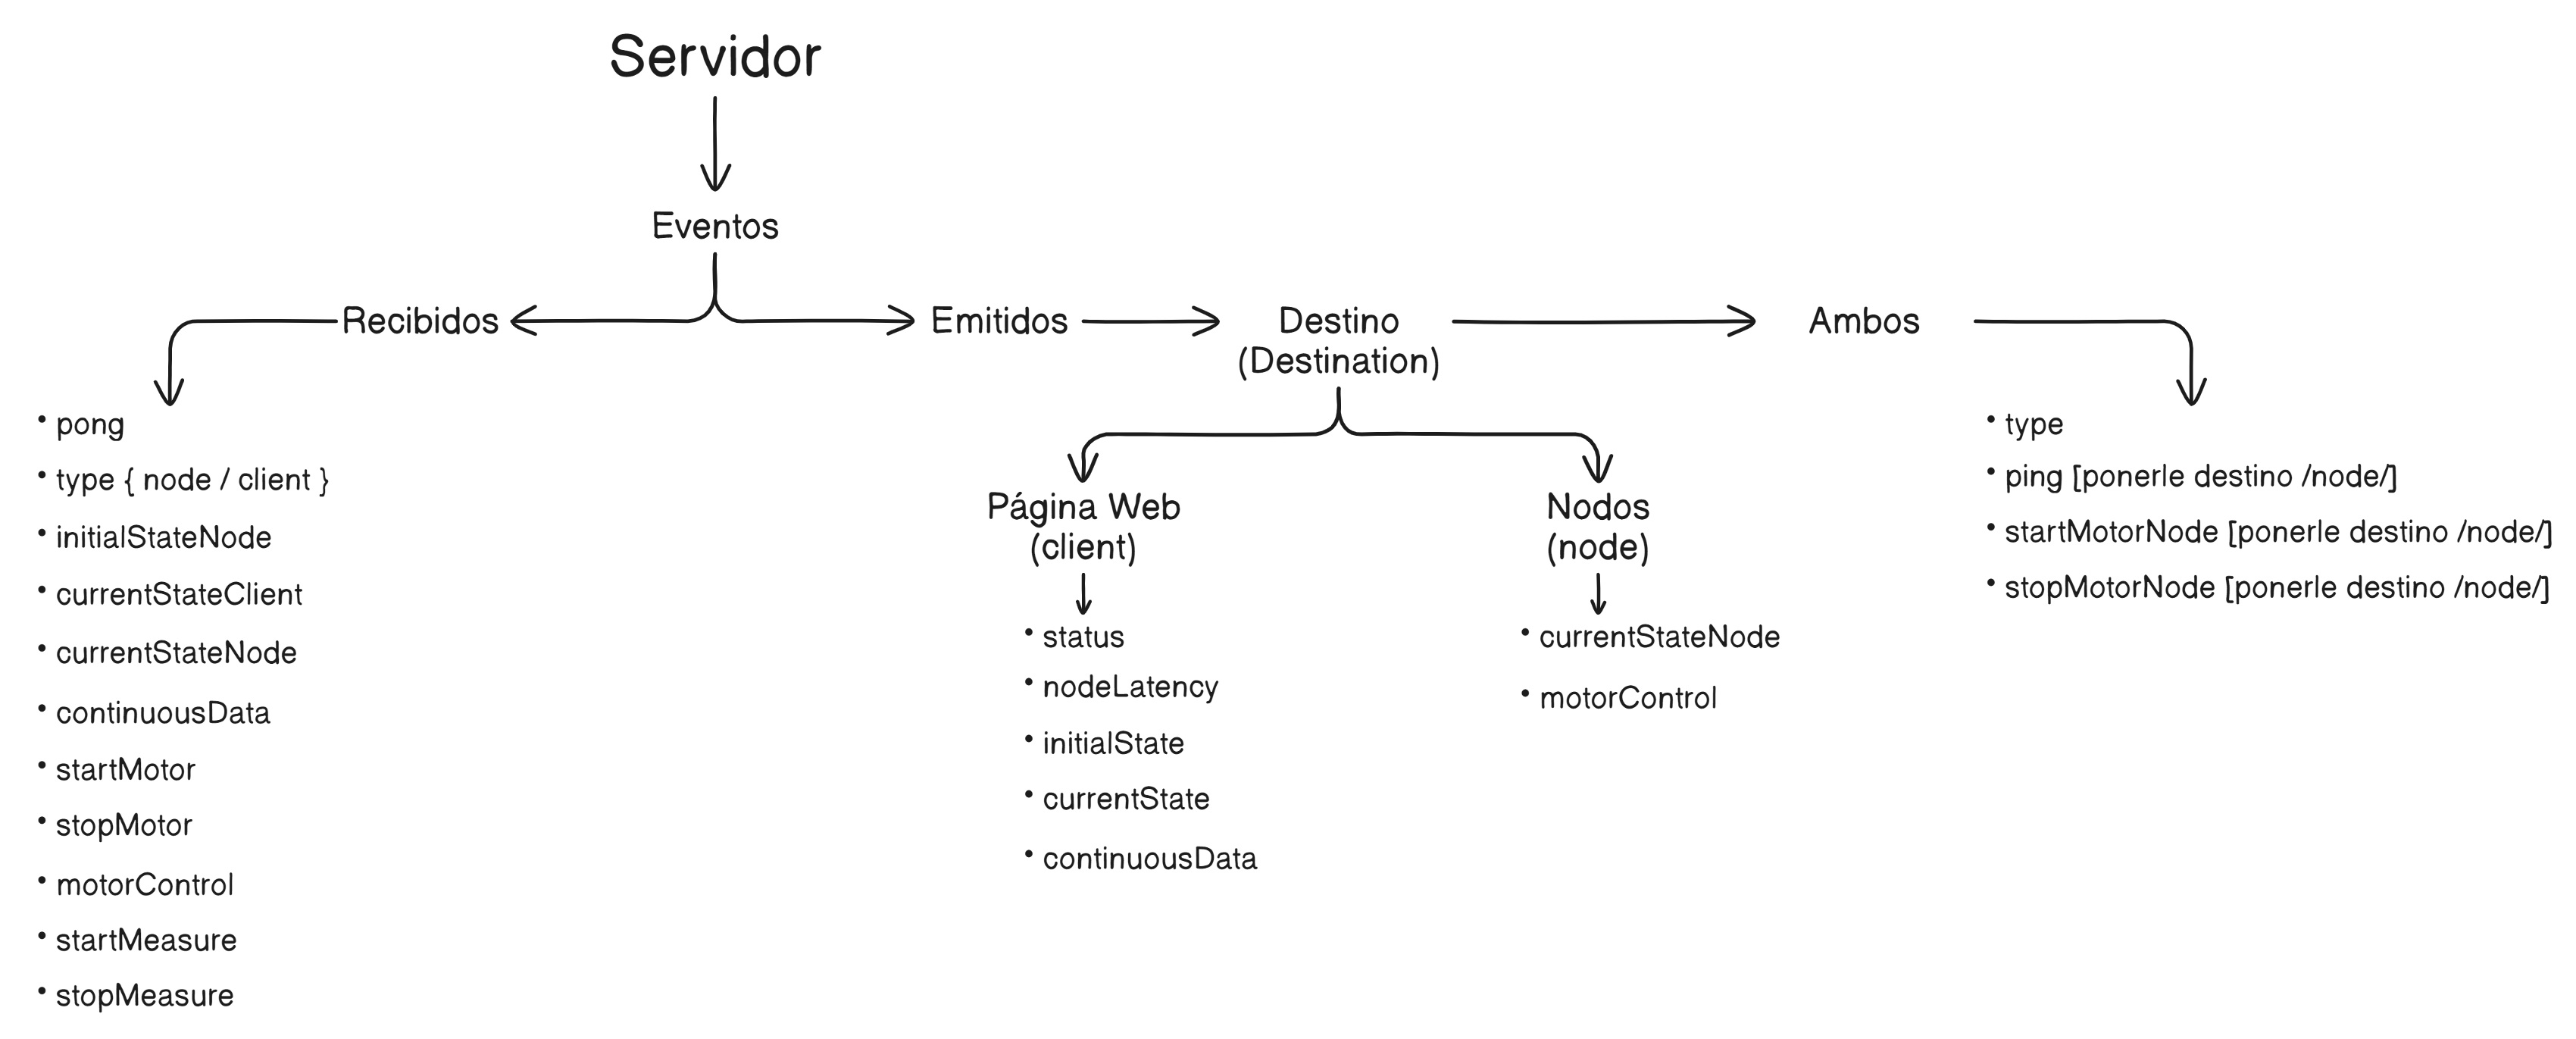 Servidor
Eventos
Recibidos
• pong
• type { node / client }
• initialStateNode
• currentStateClient
• currentStateNode
• continuousData
• startMotor
• stopMotor
• motorControl
• startMeasure
• stopMeasure
Emitidos
Destino
(Destination)
Página Web
(client)
• status
• nodeLatency
• initialState
• currentState
• continuousData
Nodos
(node)
• currentStateNode
• motorControl
Ambos
• type
• ping [ponerle destino /node/]
• startMotorNode [ponerle destino /node/]
• stopMotorNode [ponerle destino /node/]